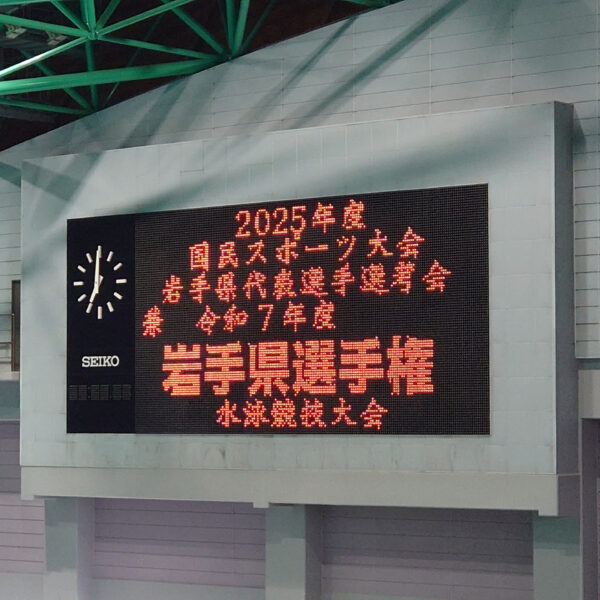 2025年度
国民スポーツ大会
岩手県代表選手選考会
兼 令和7年度
岩手県選手権
水泳競技大会
SEIKO